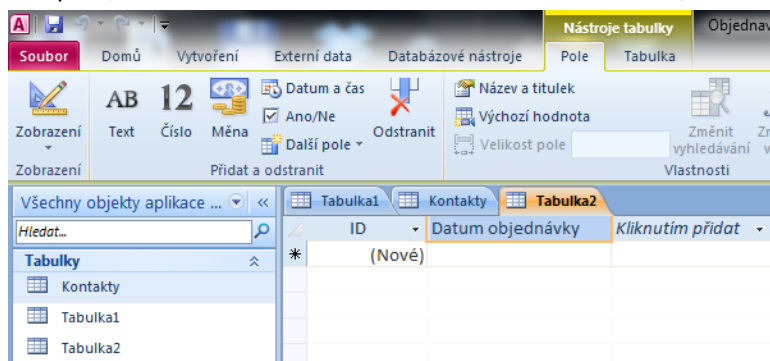 Nástroje tabulky Objednav
Soubor Domů Vytvoření Externí data Databázové nástroje Pole Tabulka
Zobrazení
AB Text
12 Číslo
Měna
Datum a čas
Ano/Ne
Další pole
Odstranit
Název a titulek
Výchozí hodnota
Velikost pole
Změnit
vyhledávání
Zobrazení Přidat a odstranit Vlastnosti
Všechny objekty aplikace ... «
Hledat...
Tabulky
Kontakty
Tabulka1
Tabulka2
Tabulka1 Kontakty Tabulka2
ID Datum objednávky Kliknutím přidat
* (Nové)